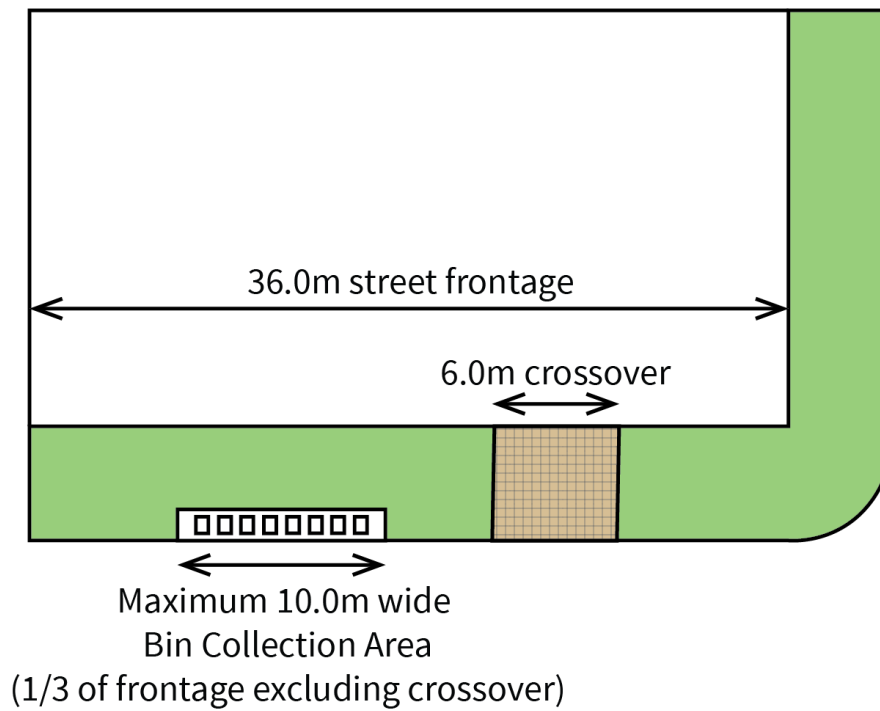 36.0m street frontage
6.0m crossover
Maximum 10.0m wide
Bin Collection Area
(1/3 of frontage excluding crossover)